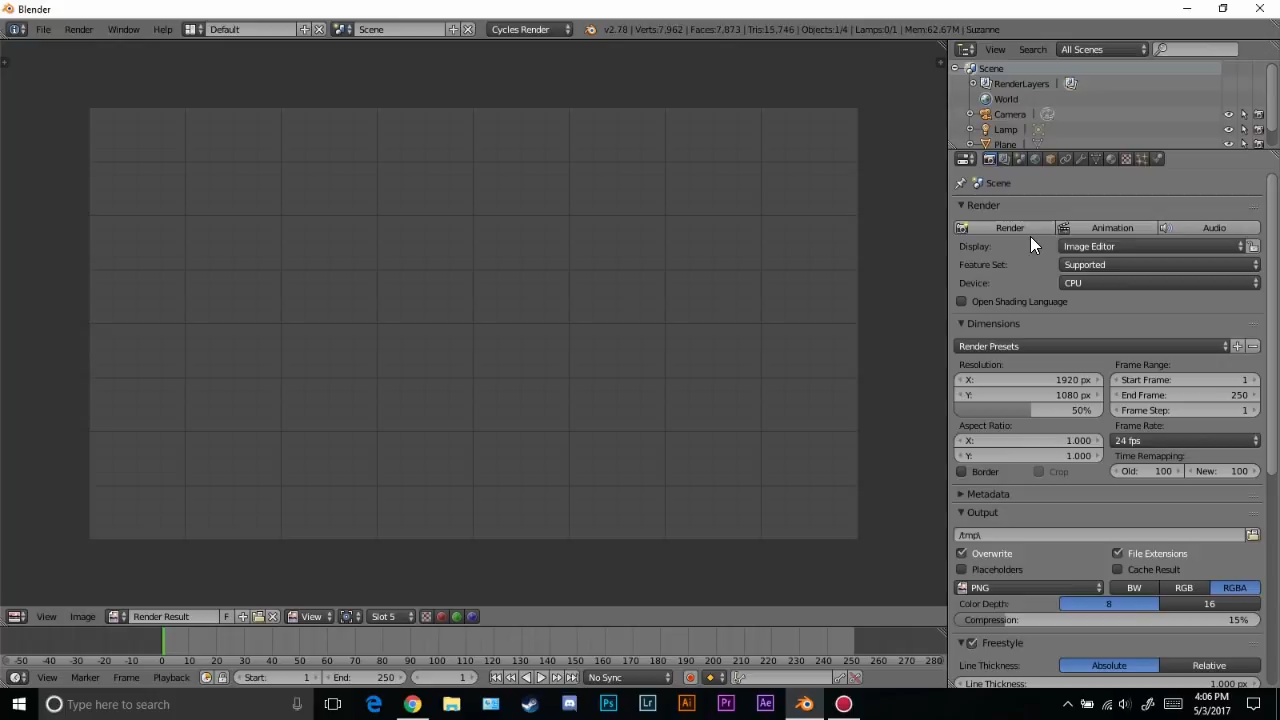 Blender
File Render Window Help Default Scene Cycles Render v2.78 | Verts:7,962 | Faces:7,873 | Tris:15,746 | Objects:1/4 | Lamps:0/1 | Mem:62.67M | Suzanne
View Search All Scenes
Scene
RenderLayers
World
Camera
Lamp
Plane
Scene
Render
Render Animation Audio
Display: Image Editor
Feature Set: Supported
Device: CPU
Open Shading Language
Dimensions
Render Presets
Resolution: Frame Range:
X: 1920 px Start Frame: 1
Y: 1080 px End Frame: 250
50% Frame Step: 1
Aspect Ratio: Frame Rate:
X: 1.000 24 fps
Y: 1.000 Time Remapping:
Border Crop Old: 100 New: 100
Metadata
Output
/tmp\
Overwrite File Extensions
Placeholders Cache Result
PNG BW RGB RGBA
Color Depth: 8 16
Compression: 15%
Freestyle
Line Thickness: Absolute Relative
Line Thickness: 1.000 px
View Image Render Result F View Slot 5
-50 -40 -30 -20 -10 0 10 20 30 40 50 60 70 80 90 100 110 120 130 140 150 160 170 180 190 200 210 220 230 240 250 260 270 280
View Marker Frame Playback Start: 1 End: 250 1 No Sync
Type here to search Lr Ps Ai Pr Ae
4:06 PM
5/3/2017